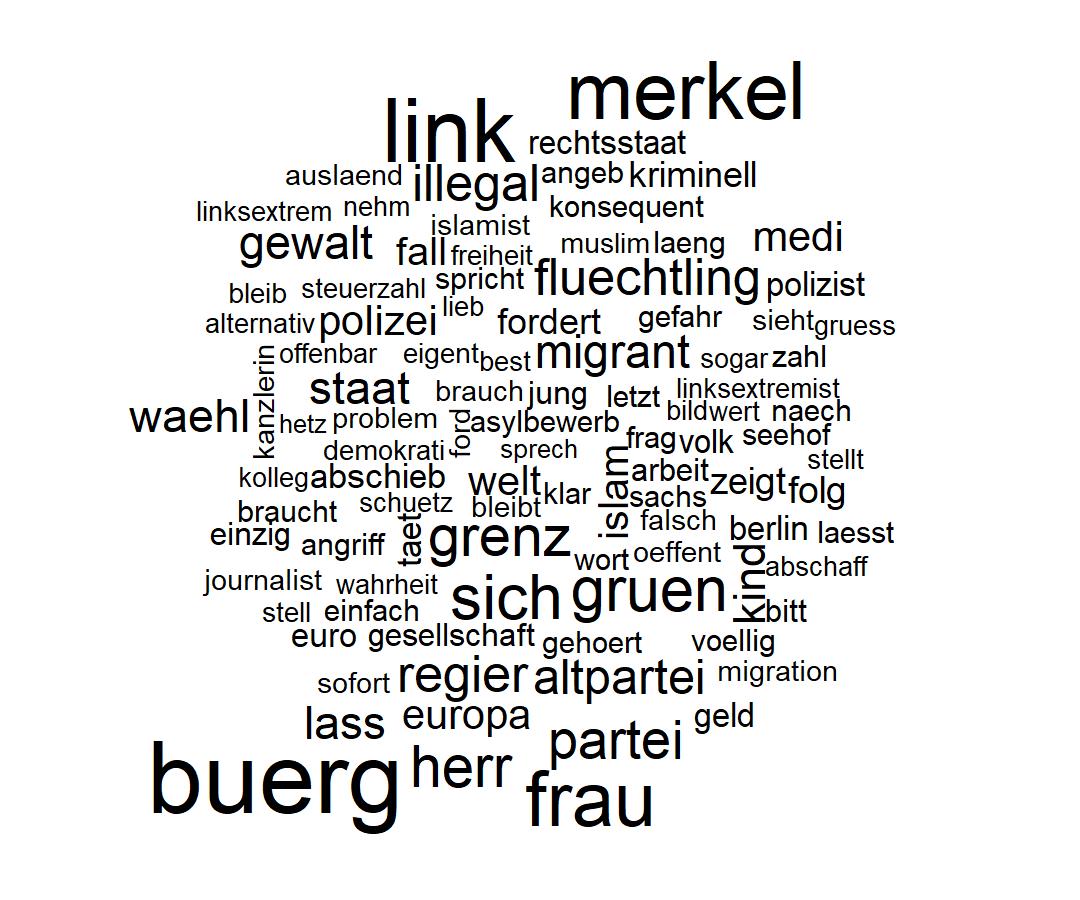 merkel
link rechtsstaat
auslaend illegal angeb kriminell
linksextrem nehm konsequent
islamist
gewalt fall freiheit muslim laeng medi
bleib steuerzahl spricht fluechtling polizist
alternativ polizei lieb fordert gefahr sieht gruess
kanzlerin offenbar eigent best migrant sogar zahl
staat brauch jung letzt linksextremist
waehl hetz problem ford asylbewerb bildwert naech
demokrati sprech frag volk seehof
kolleg abschieb welt klar islam arbeit zeigt folg stellt
braucht schuetz bleibt sachs
einzig angriff taet grenz falsch berlin laesst
journalist wahrheit wort oeffent kind abschaff
stell einfach sich gruen bitt
euro gesellschaft gehoert voellig
sofort regier altpartei migration
lass europa partei geld
buerg herr frau